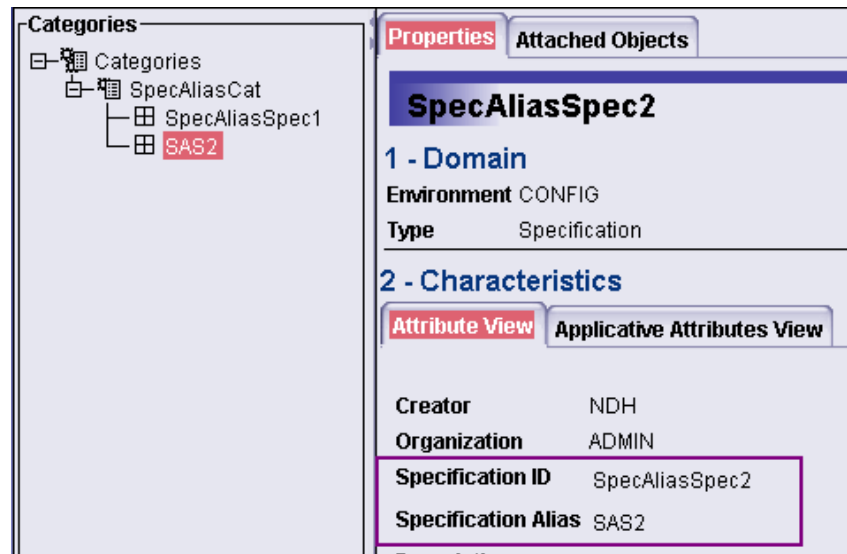 Categories
Categories
SpecAliasCat
SpecAliasSpec1
SAS2
Properties
Attached Objects
SpecAliasSpec2
1 - Domain
Environment CONFIG
Type Specification
2 - Characteristics
Attribute View
Applicative Attributes View
Creator NDH
Organization ADMIN
Specification ID SpecAliasSpec2
Specification Alias SAS2